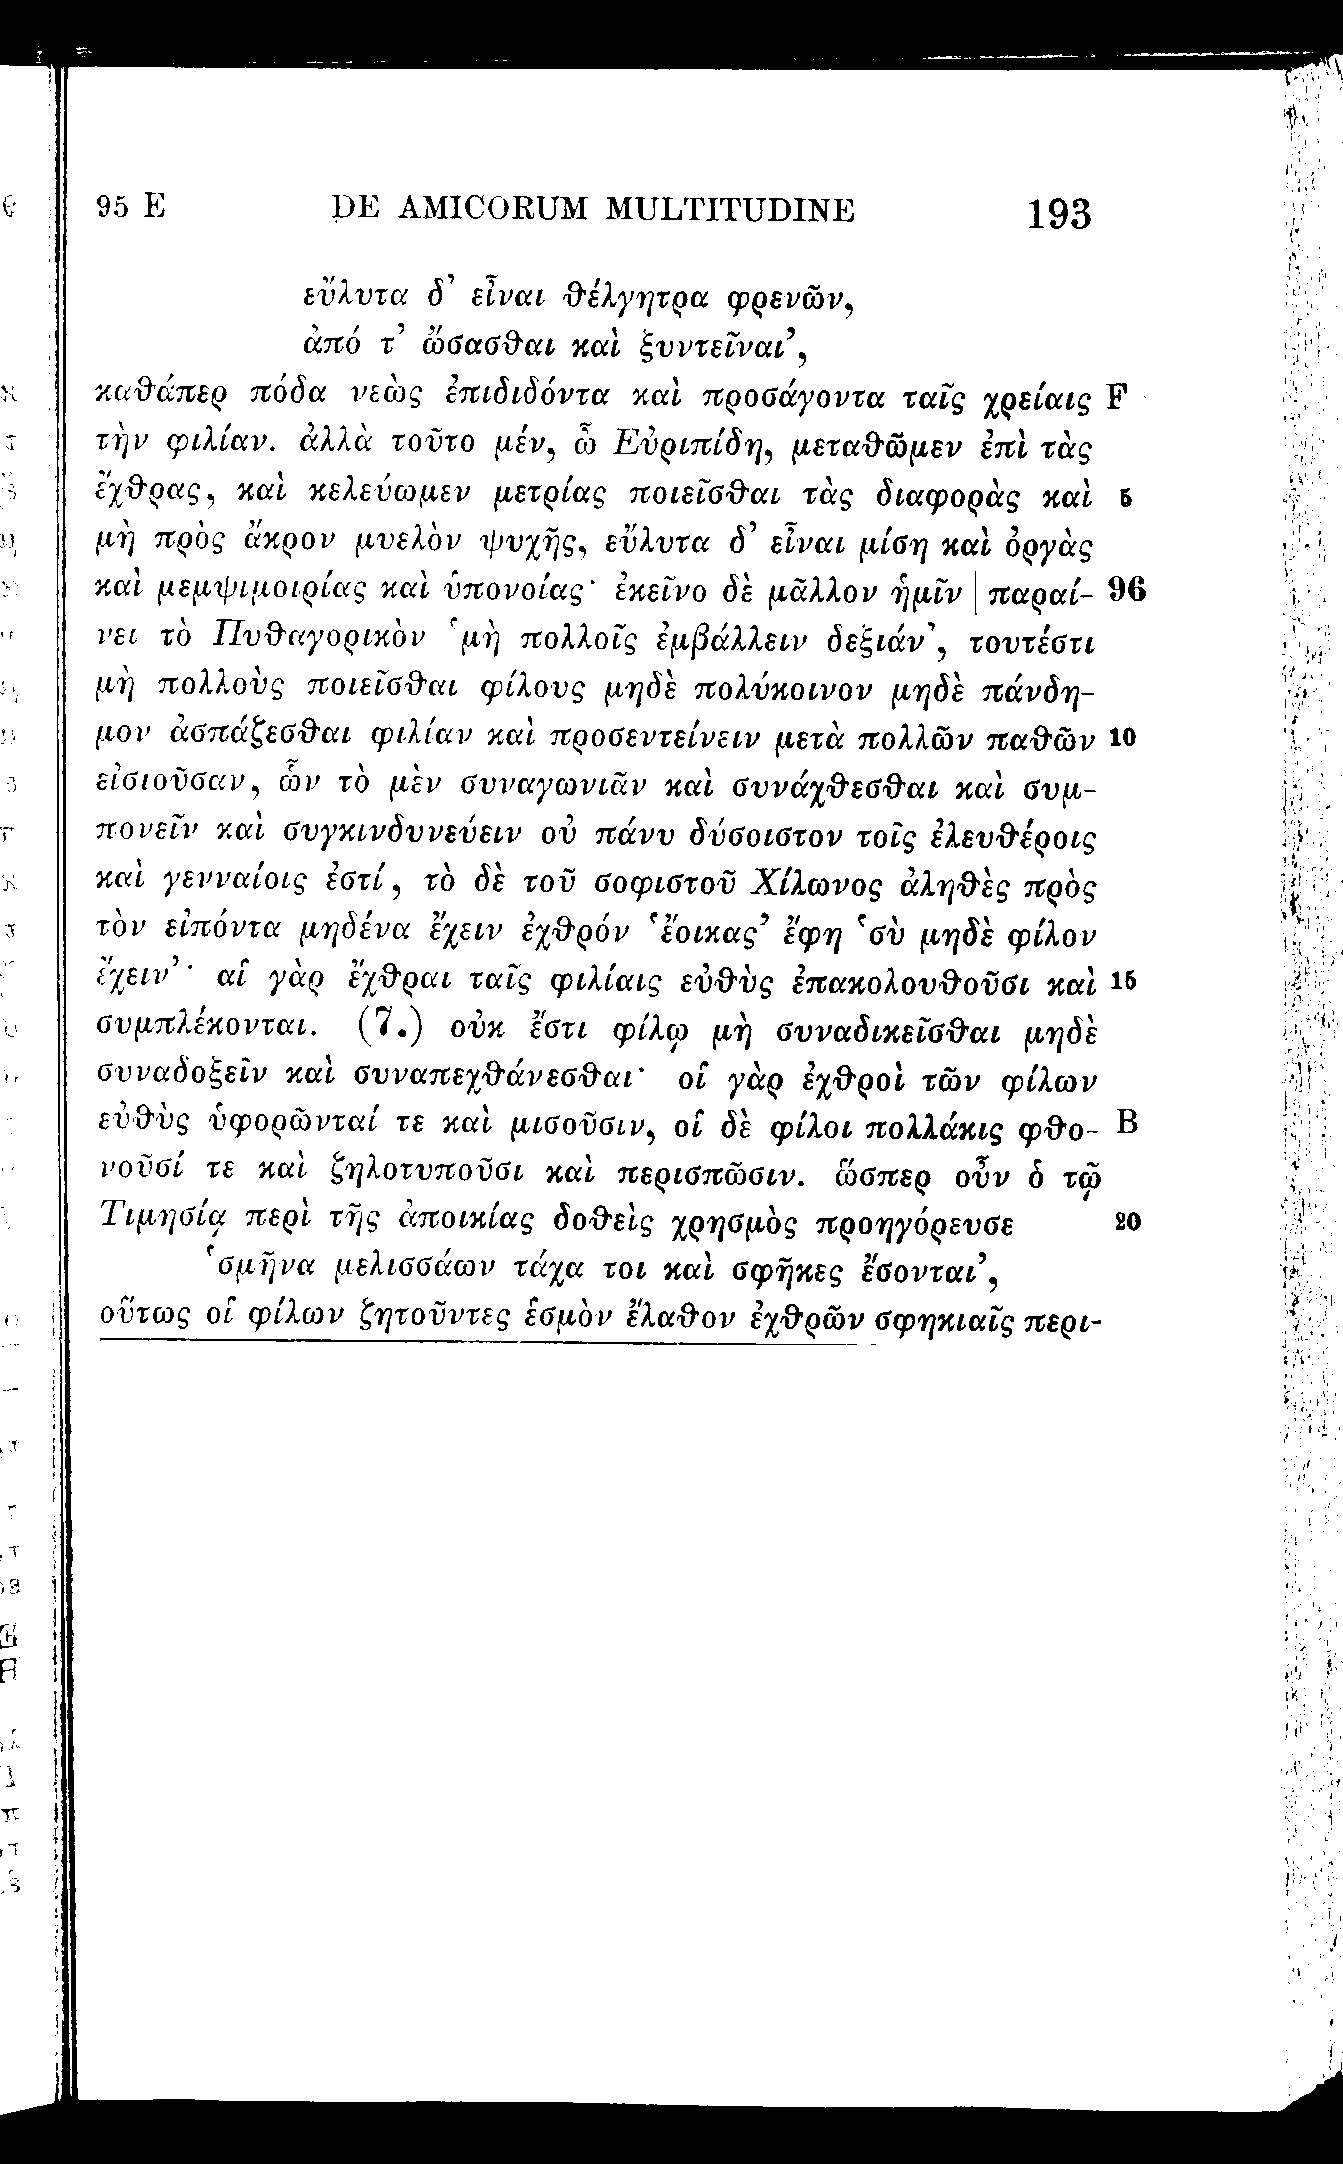 95 E DE AMICORUM MULTITUDINE 193
εὔλυτα δ’ εἶναι θέλγητρα φρενῶν,
ἀπό τ’ ὤσασθαι καὶ ξυντεῖναι’,
καθάπερ πόδα νεὼς ἐπιδιδόντα καὶ προσάγοντα ταῖς χρείαις F
τὴν φιλίαν. ἀλλὰ τοῦτο μέν, ὦ Εὐριπίδη, μεταθῶμεν ἐπὶ τὰς
ἔχθρας, καὶ κελεύωμεν μετρίας ποιεῖσθαι τὰς διαφορὰς καὶ 5
μὴ πρὸς ἄκρον μυελὸν ψυχῆς, εὔλυτα δ’ εἶναι μίση καὶ ὀργὰς
καὶ μεμψιμοιρίας καὶ ὑπονοίας· ἐκεῖνο δὲ μᾶλλον ἡμῖν | παραί- 96
νει τὸ Πυθαγορικὸν ‘μὴ πολλοῖς ἐμβάλλειν δεξιάν’, τουτέστι
μὴ πολλοὺς ποιεῖσθαι φίλους μηδὲ πολύκοινον μηδὲ πάνδη-
μον ἀσπάζεσθαι φιλίαν καὶ προσεντείνειν μετὰ πολλῶν παθῶν 10
εἰσιοῦσαν, ὧν τὸ μὲν συναγωνιᾶν καὶ συνάχθεσθαι καὶ συμ-
πονεῖν καὶ συγκινδυνεύειν οὐ πάνυ δύσοιστον τοῖς ἐλευθέροις
καὶ γενναίοις ἐστί, τὸ δὲ τοῦ σοφιστοῦ Χίλωνος ἀληθὲς πρὸς
τὸν εἰπόντα μηδένα ἔχειν ἐχθρόν ‘ἔοικας’ ἔφη ‘σὺ μηδὲ φίλον
ἔχειν’· αἱ γὰρ ἔχθραι ταῖς φιλίαις εὐθὺς ἐπακολουθοῦσι καὶ 15
συμπλέκονται. (7.) οὐκ ἔστι φίλῳ μὴ συναδικεῖσθαι μηδὲ
συναδοξεῖν καὶ συναπεχθάνεσθαι· οἱ γὰρ ἐχθροὶ τῶν φίλων
εὐθὺς ὑφορῶνταί τε καὶ μισοῦσιν, οἱ δὲ φίλοι πολλάκις φθο- B
νοῦσί τε καὶ ζηλοτυποῦσι καὶ περισπῶσιν. ὥσπερ οὖν ὁ τῷ
Τιμησίᾳ περὶ τῆς ἀποικίας δοθεὶς χρησμὸς προηγόρευσε 20
‘σμῆνα μελισσάων τάχα τοι καὶ σφῆκες ἔσονται’,
οὕτως οἱ φίλων ζητοῦντες ἑσμὸν ἔλαθον ἐχθρῶν σφηκιαῖς περι-